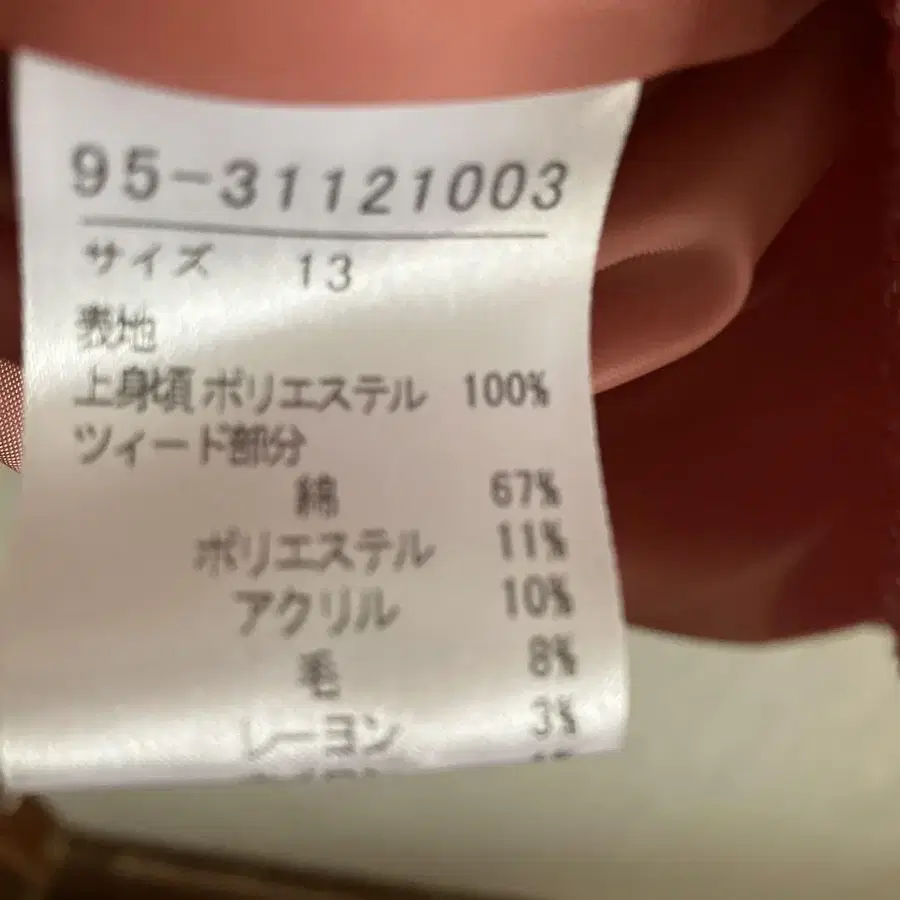 95-31121003
サイズ 13
表地
上身頃 ポリエステル 100%
ツィード部分
綿 67%
ポリエステル 11%
アクリル 10%
毛 8%
レーヨン 3%